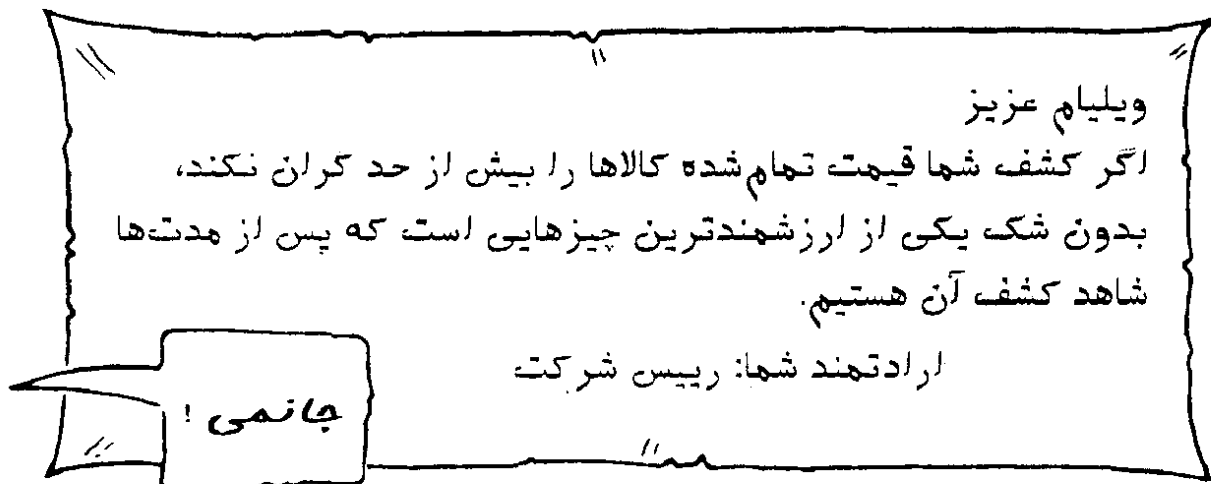 ویلیام عزیز
اگر کشف شما قیمت تمام‌شده کالاها را بیش از حد گران نکند،
بدون شک یکی از ارزشمندترین چیزهایی است که پس از مدت‌ها
شاهد کشف آن هستیم.
ارادتمند شما: رییس شرکت
جانمی!